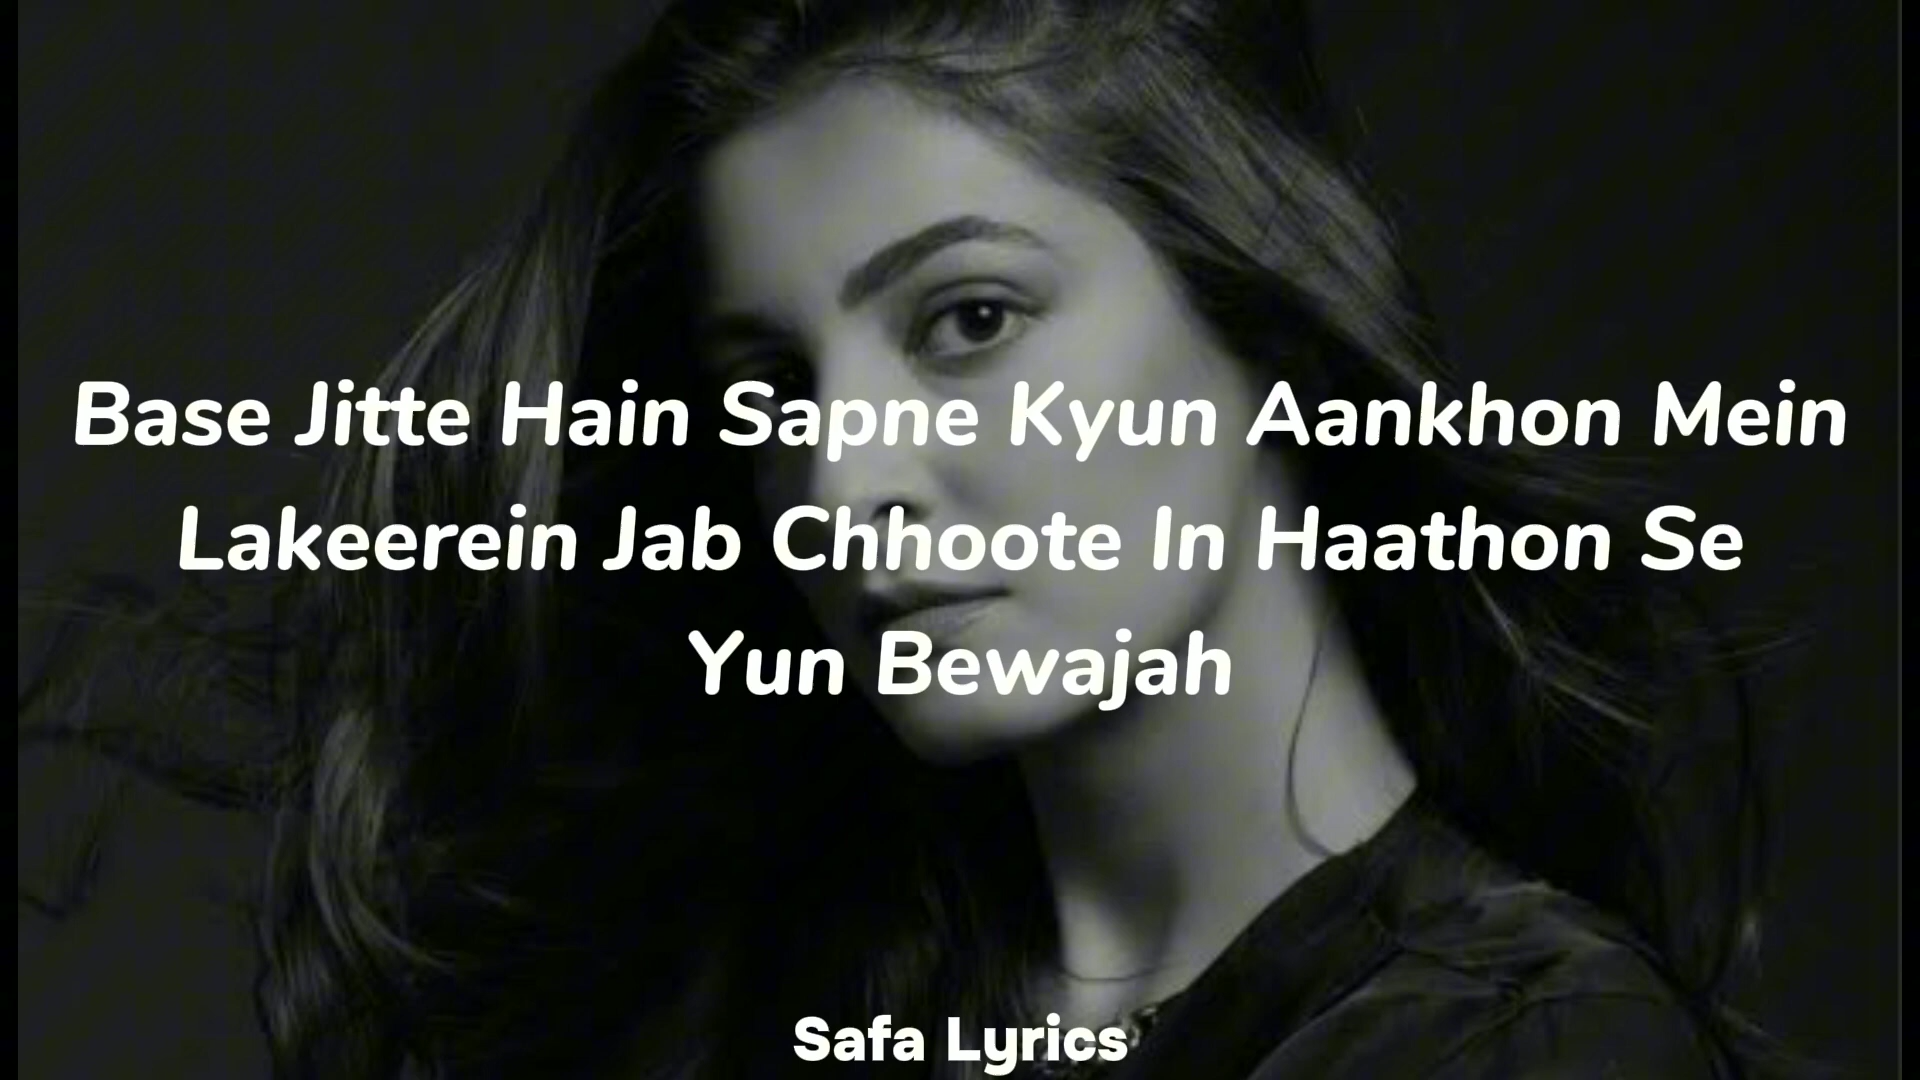 Base Jitte Hain Sapne Kyun Aankhon Mein
Lakeerein Jab Chhoote In Haathon Se
Yun Bewajah
Safa Lyrics